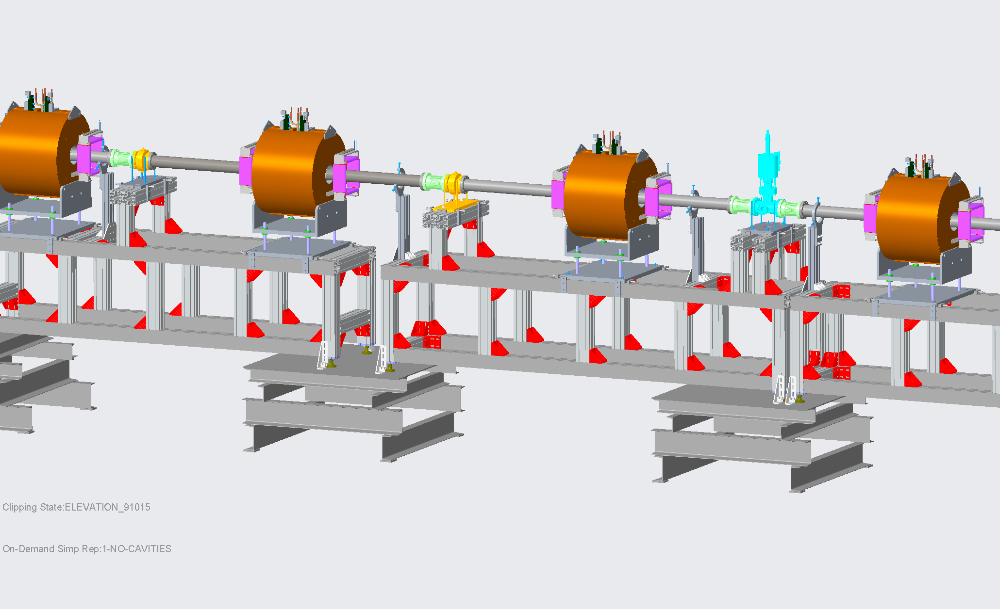 Clipping State:ELEVATION_91015
On-Demand Simp Rep:1-NO-CAVITIES